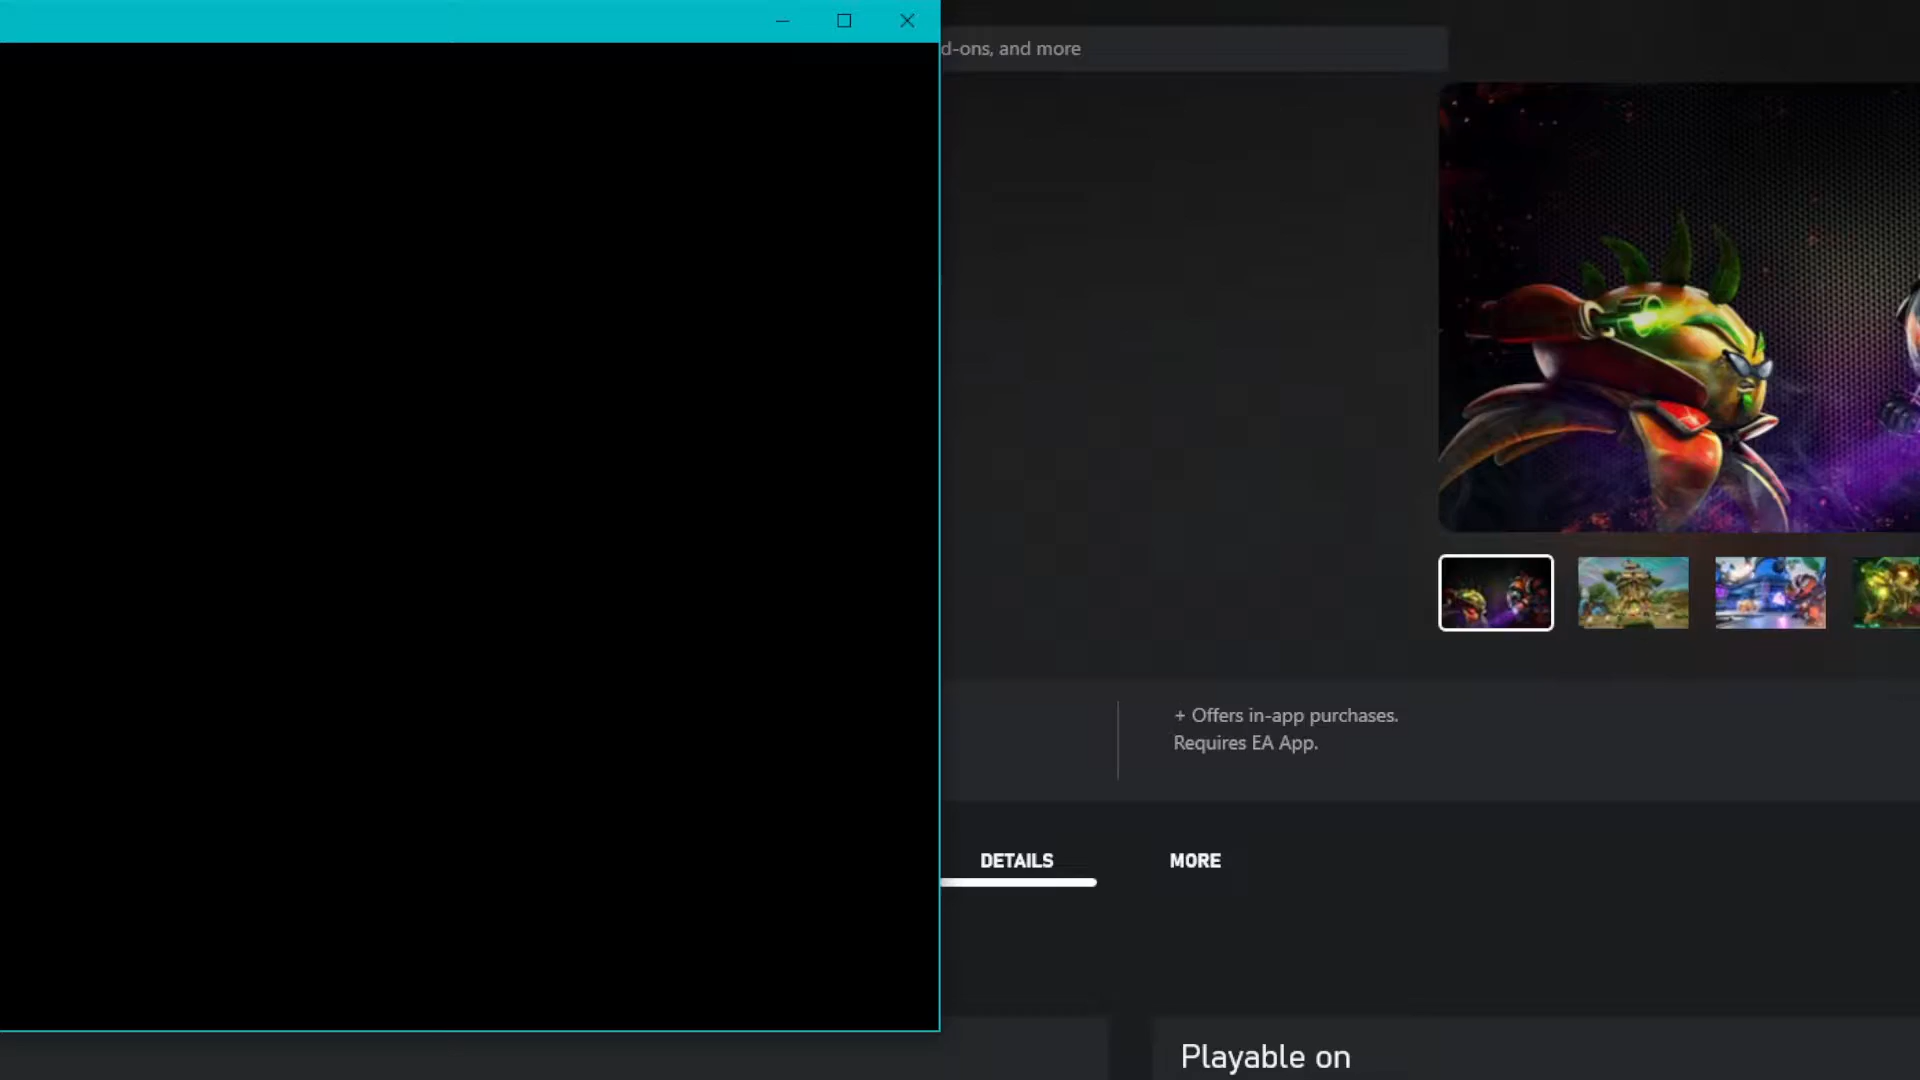 d-ons, and more
+ Offers in-app purchases.
Requires EA App.
DETAILS
MORE
Playable on